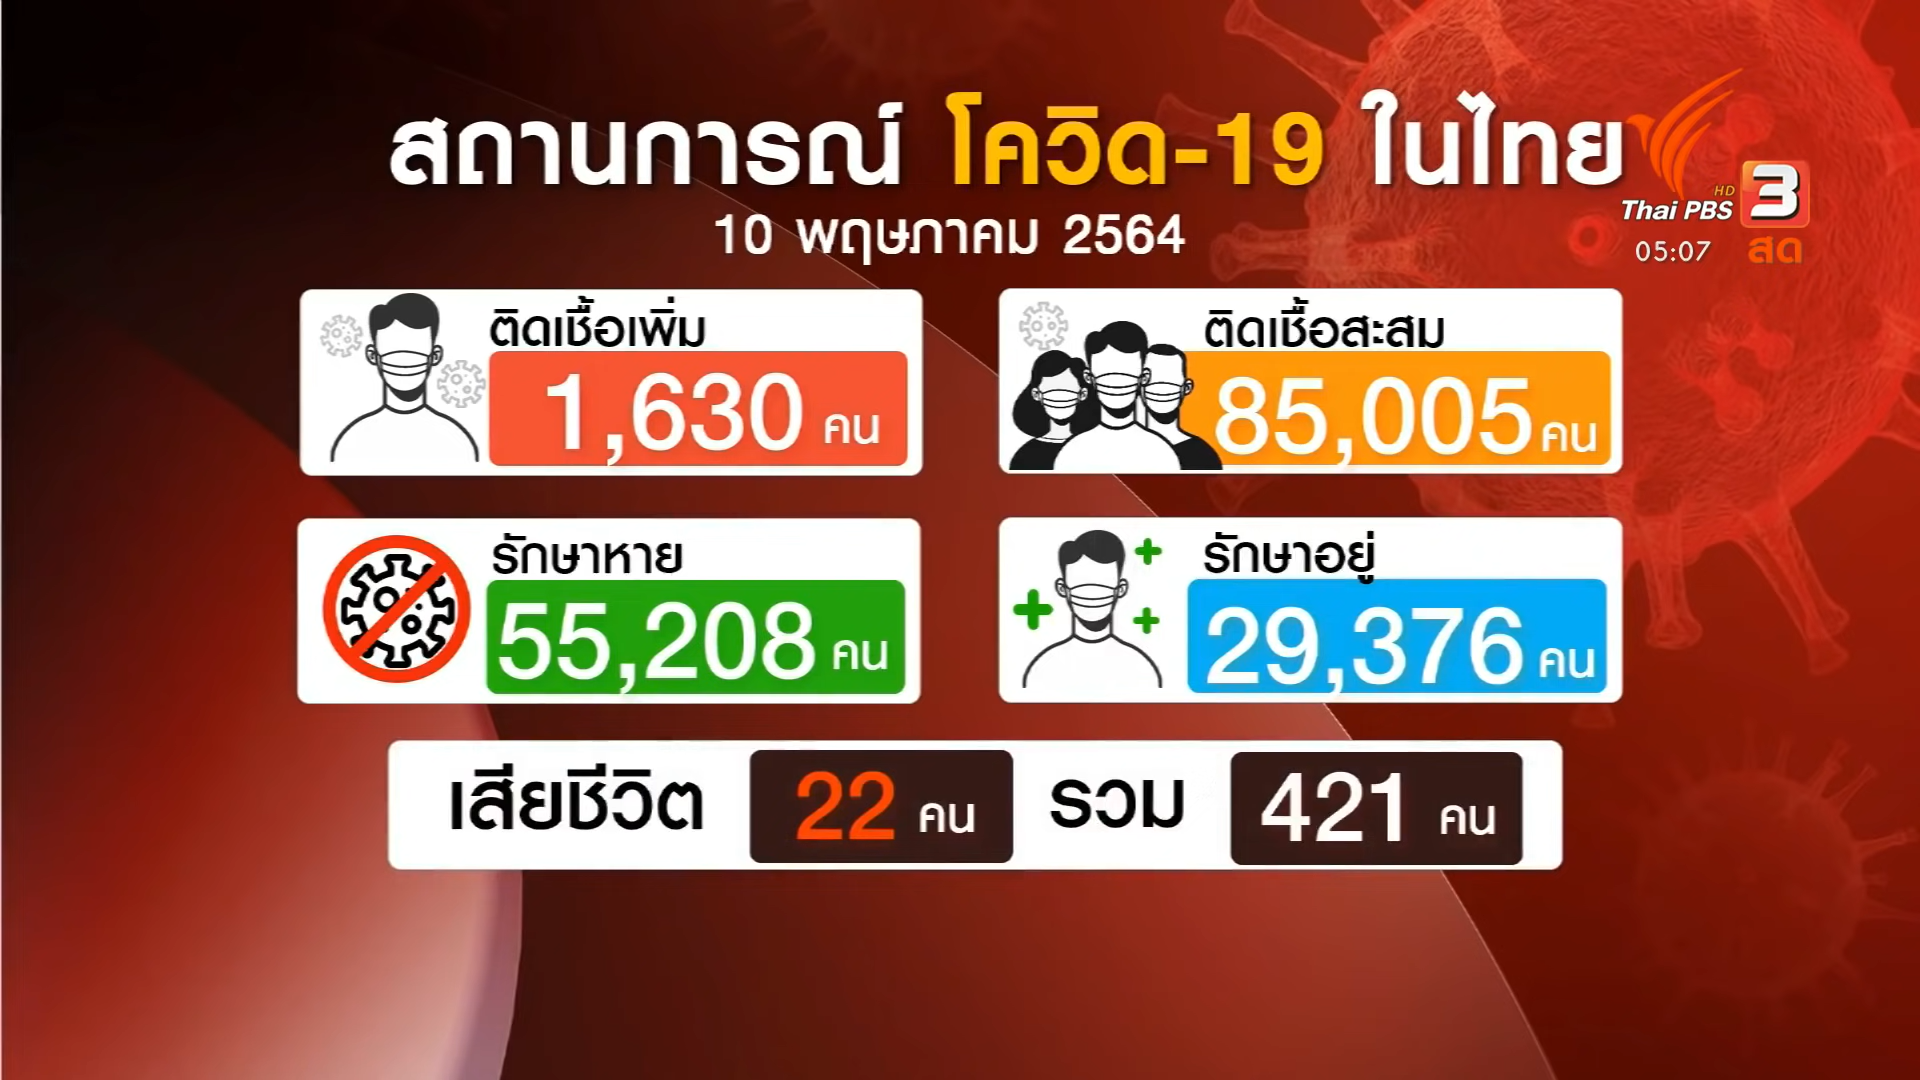 สถานการณ์ โควิด-19 ในไทย
10 พฤษภาคม 2564
HD
Thai PBS 3
05:07 สด
ติดเชื้อเพิ่ม
1,630 คน
ติดเชื้อสะสม
85,005 คน
รักษาหาย
55,208 คน
รักษาอยู่
29,376 คน
เสียชีวิต 22 คน รวม 421 คน